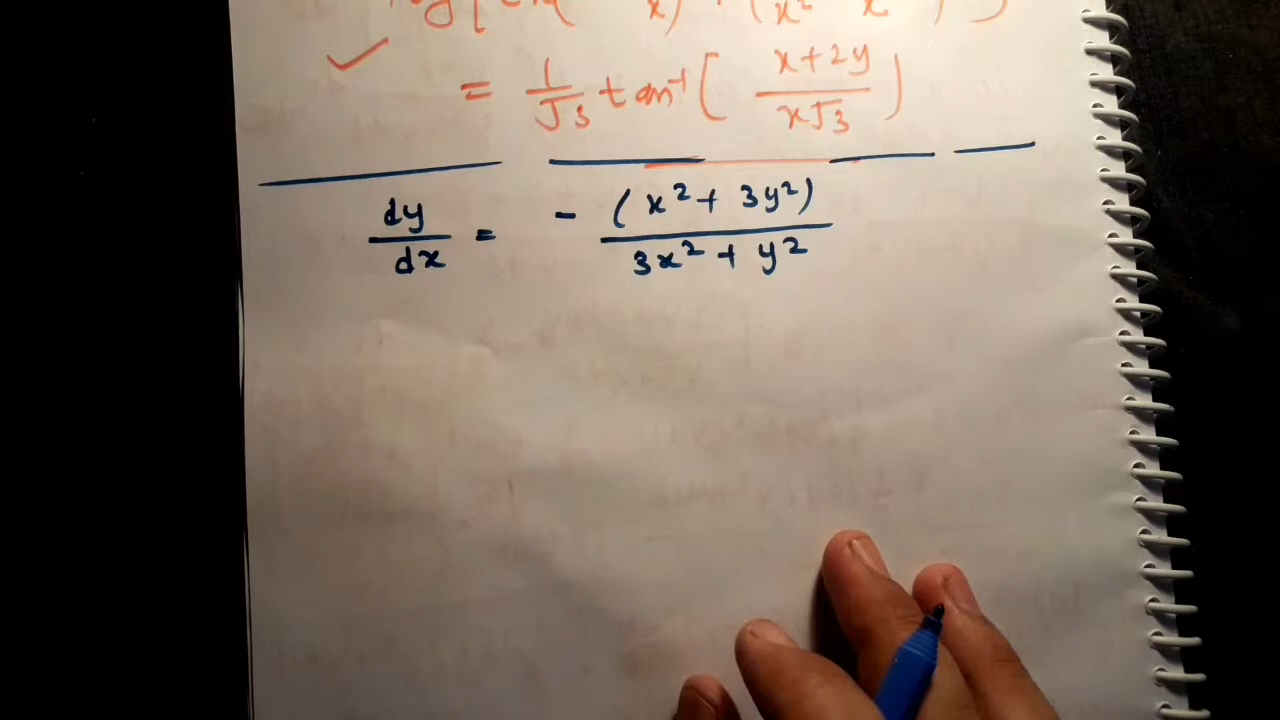 = 1/√3 tan⁻¹( x+2y / x√3 )
dy/dx = - (x²+ 3y²) / 3x²+ y²